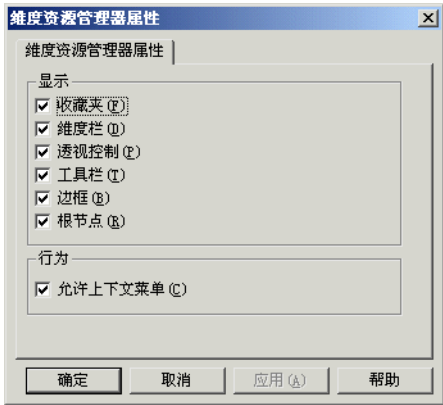 维度资源管理器属性
维度资源管理器属性
显示
收藏夹(F)
维度栏(D)
透视控制(P)
工具栏(T)
边框(B)
根节点(R)
行为
允许上下文菜单(C)
确定 取消 应用(A) 帮助